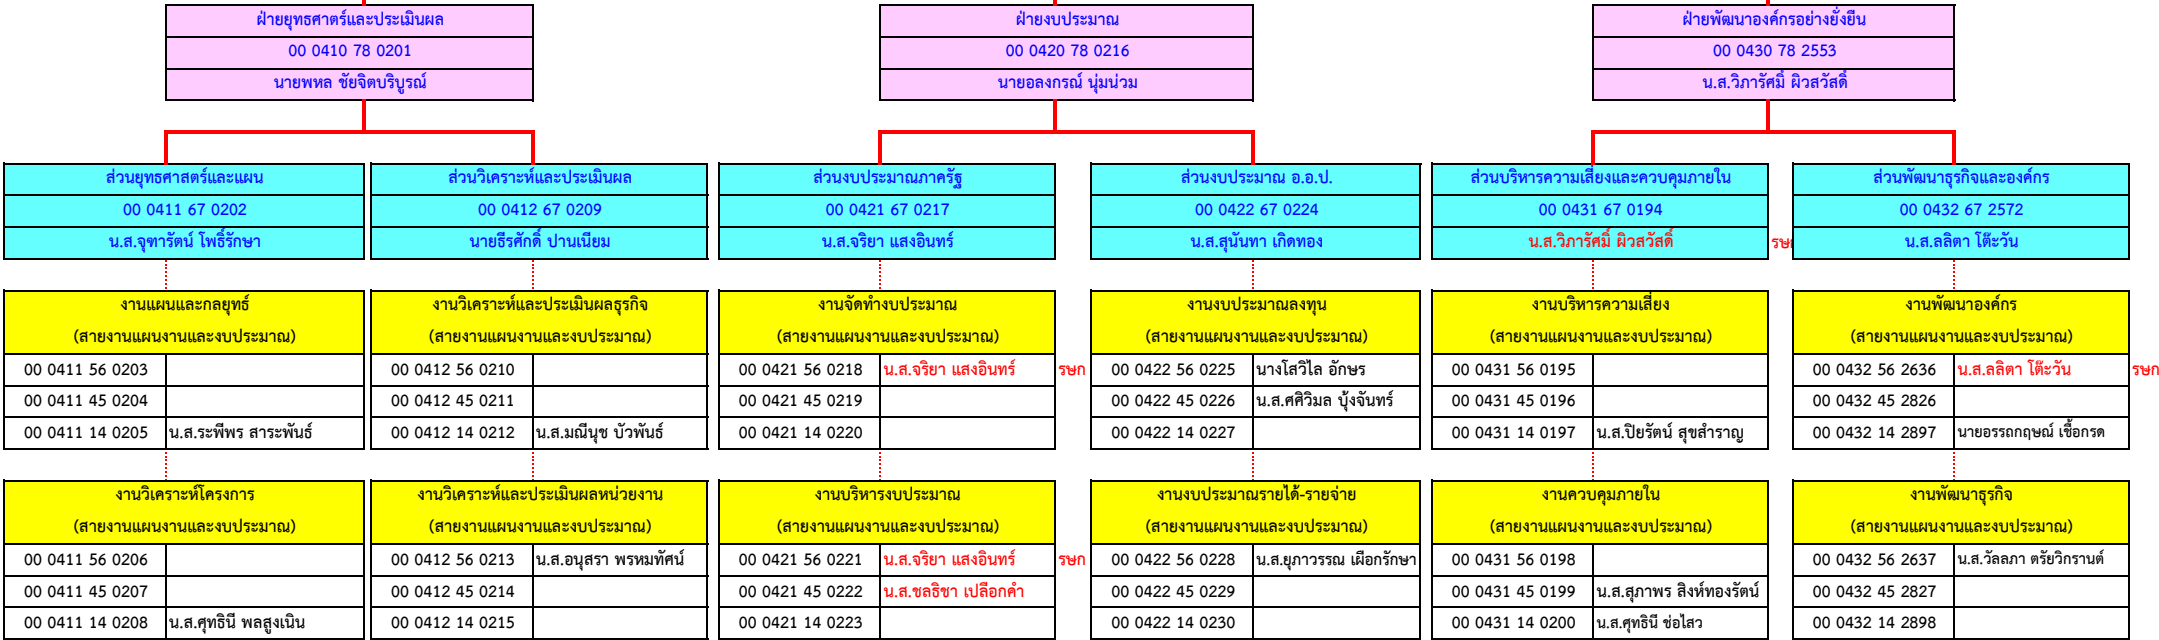 ฝ่ายยุทธศาตร์และประเมินผล
00 0410 78 0201
นายพหล ชัยจิตบริบูรณ์
ฝ่ายงบประมาณ
00 0420 78 0216
นายอลงกรณ์ นุ่มน่วม
ฝ่ายพัฒนาองค์กรอย่างยั่งยืน
00 0430 78 2553
น.ส.วิภารัศมิ์ ผิวสวัสดิ์
ส่วนยุทธศาสตร์และแผน
00 0411 67 0202
น.ส.จุฑารัตน์ โพธิ์รักษา
งานแผนและกลยุทธ์
(สายงานแผนงานและงบประมาณ)
00 0411 56 0203
00 0411 45 0204
00 0411 14 0205 น.ส.ระพีพร สาระพันธ์
งานวิเคราะห์โครงการ
(สายงานแผนงานและงบประมาณ)
00 0411 56 0206
00 0411 45 0207
00 0411 14 0208 น.ส.ศุทธินี พลสูงเนิน
ส่วนวิเคราะห์และประเมินผล
00 0412 67 0209
นายธีรศักดิ์ ปานเนียม
งานวิเคราะห์และประเมินผลธุรกิจ
(สายงานแผนงานและงบประมาณ)
00 0412 56 0210
00 0412 45 0211
00 0412 14 0212 น.ส.มณีนุช บัวพันธ์
งานวิเคราะห์และประเมินผลหน่วยงาน
(สายงานแผนงานและงบประมาณ)
00 0412 56 0213 น.ส.อนุสรา พรหมทัศน์
00 0412 45 0214
00 0412 14 0215
ส่วนงบประมาณภาครัฐ
00 0421 67 0217
น.ส.จริยา แสงอินทร์
งานจัดทำงบประมาณ
(สายงานแผนงานและงบประมาณ)
00 0421 56 0218 น.ส.จริยา แสงอินทร์ รษก
00 0421 45 0219
00 0421 14 0220
งานบริหารงบประมาณ
(สายงานแผนงานและงบประมาณ)
00 0421 56 0221 น.ส.จริยา แสงอินทร์ รษก
00 0421 45 0222 น.ส.ชลธิชา เปลือกคำ
00 0421 14 0223
ส่วนงบประมาณ อ.อ.ป.
00 0422 67 0224
น.ส.สุนันทา เกิดทอง
งานงบประมาณลงทุน
(สายงานแผนงานและงบประมาณ)
00 0422 56 0225 นางโสวิไล อักษร
00 0422 45 0226 น.ส.ศศิวิมล บุ้งจันทร์
00 0422 14 0227
งานงบประมาณรายได้-รายจ่าย
(สายงานแผนงานและงบประมาณ)
00 0422 56 0228 น.ส.ยุภาวรรณ เผือกรักษา
00 0422 45 0229
00 0422 14 0230
ส่วนบริหารความเสี่ยงและควบคุมภายใน
00 0431 67 0194
น.ส.วิภารัศมิ์ ผิวสวัสดิ์ รษก
งานบริหารความเสี่ยง
(สายงานแผนงานและงบประมาณ)
00 0431 56 0195
00 0431 45 0196
00 0431 14 0197 น.ส.ปิยรัตน์ สุขสำราญ
งานควบคุมภายใน
(สายงานแผนงานและงบประมาณ)
00 0431 56 0198
00 0431 45 0199 น.ส.สุภาพร สิงห์ทองรัตน์
00 0431 14 0200 น.ส.ศุทธินี ช่อไสว
ส่วนพัฒนาธุรกิจและองค์กร
00 0432 67 2572
น.ส.ลลิตา โต๊ะวัน
งานพัฒนาองค์กร
(สายงานแผนงานและงบประมาณ)
00 0432 56 2636 น.ส.ลลิตา โต๊ะวัน รษก
00 0432 45 2826
00 0432 14 2897 นายอรรถกฤษณ์ เชื้อกรด
งานพัฒนาธุรกิจ
(สายงานแผนงานและงบประมาณ)
00 0432 56 2637 น.ส.วัลลภา ตรัยวิกรานต์
00 0432 45 2827
00 0432 14 2898